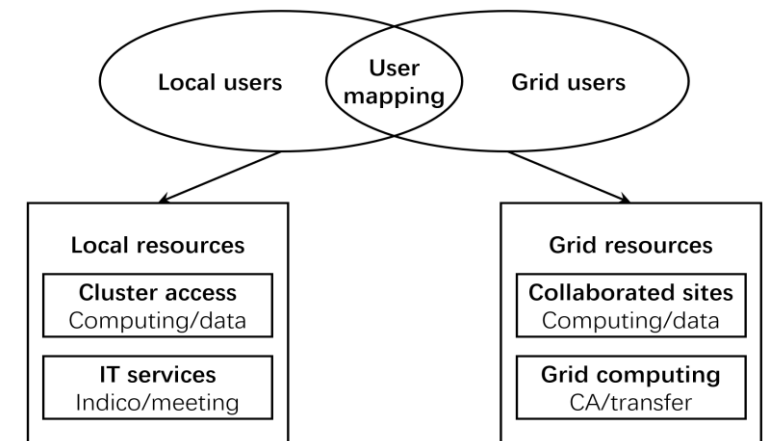 Local users
User
mapping
Grid users
Local resources
Cluster access
Computing/data
IT services
Indico/meeting
Grid resources
Collaborated sites
Computing/data
Grid computing
CA/transfer